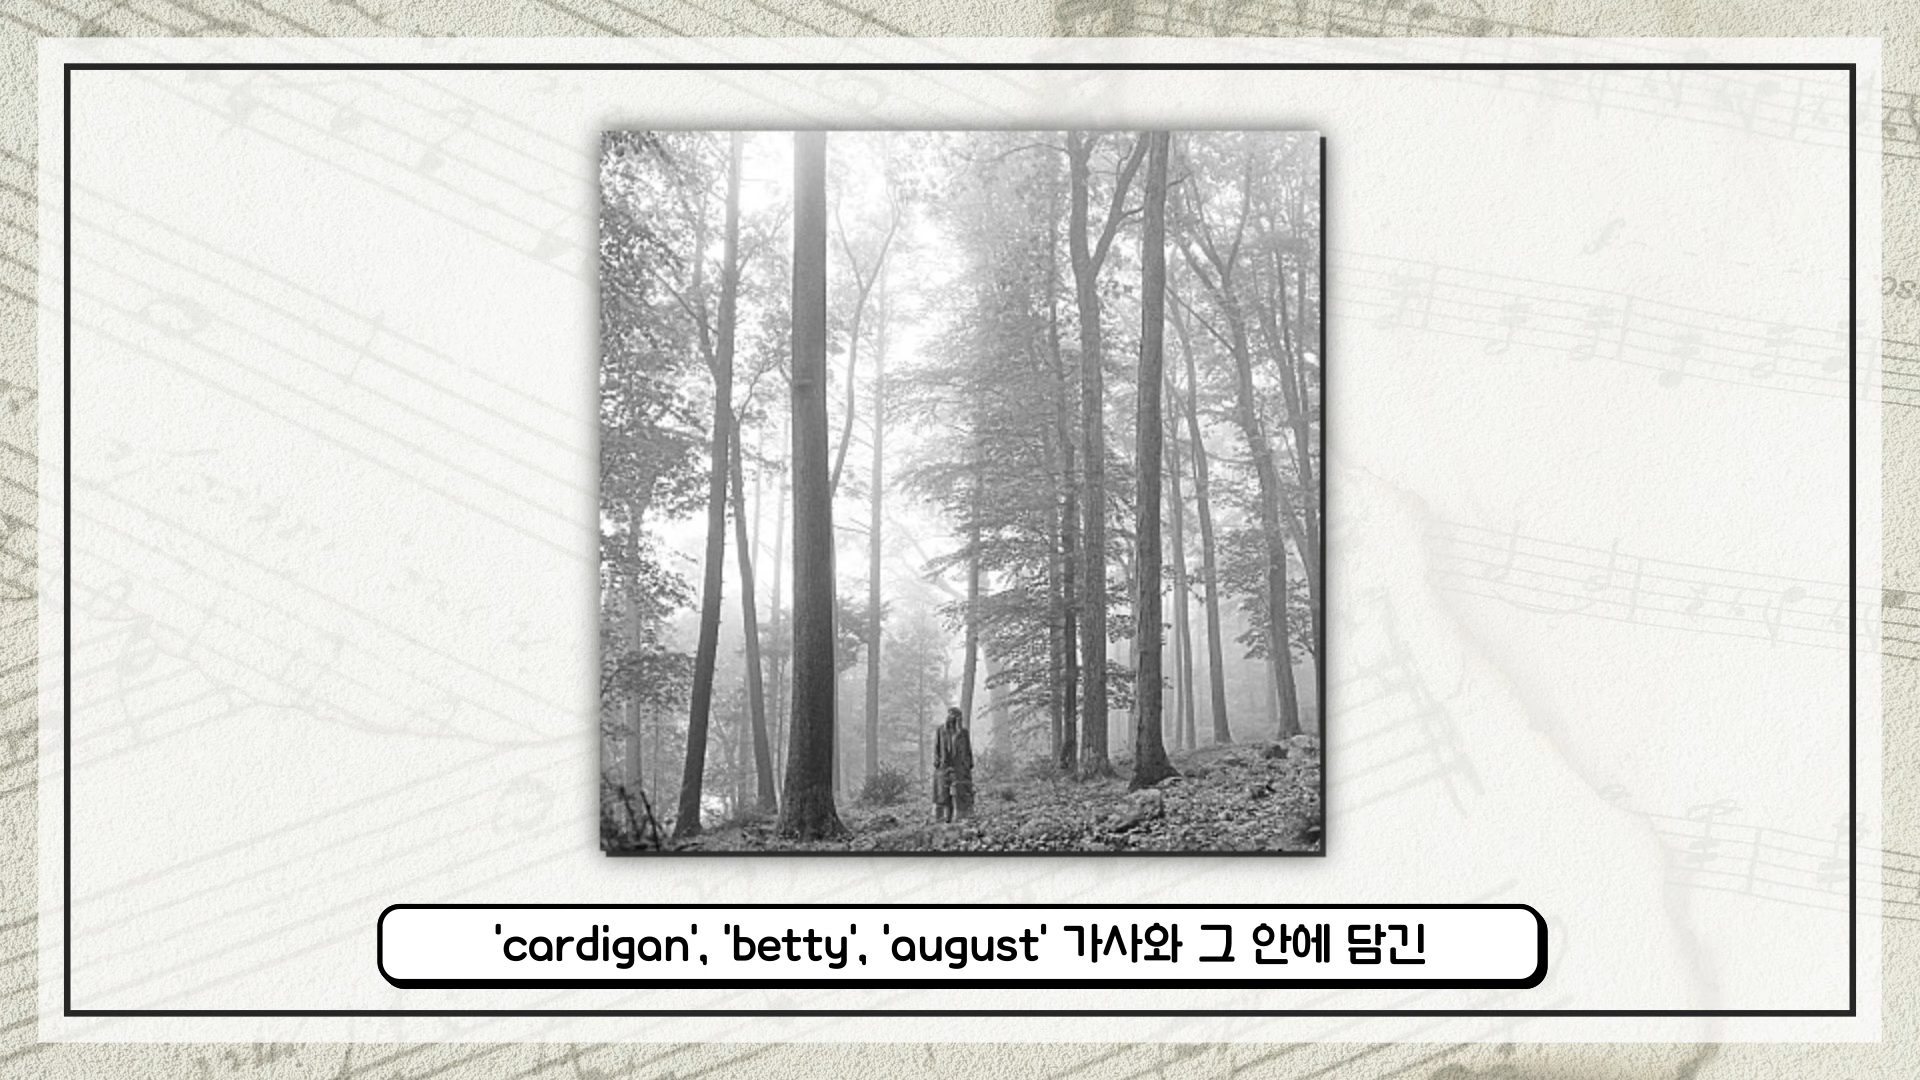 'cardigan', 'betty', 'august' 가사와 그 안에 담긴